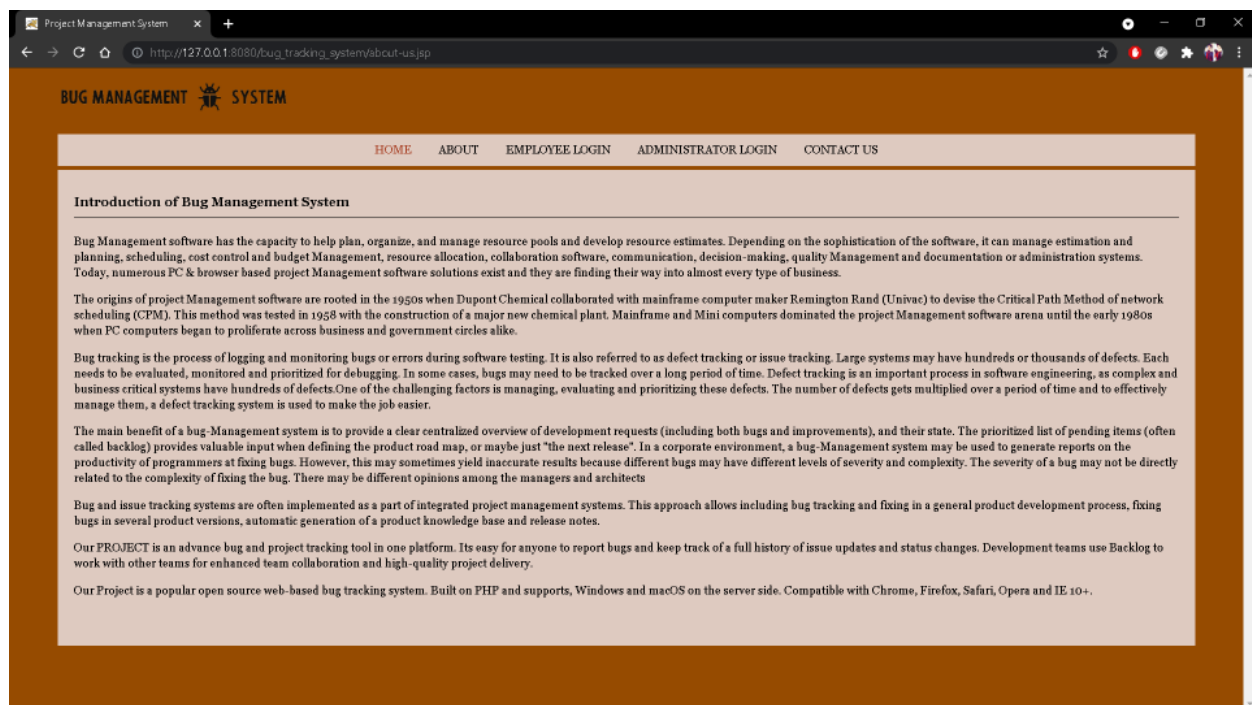 Project Management System
http://127.0.0.1:8080/bug_tracking_system/about-us.jsp
BUG MANAGEMENT SYSTEM
HOME ABOUT EMPLOYEE LOGIN ADMINISTRATOR LOGIN CONTACT US
Introduction of Bug Management System
Bug Management software has the capacity to help plan, organize, and manage resource pools and develop resource estimates. Depending on the sophistication of the software, it can manage estimation and
planning, scheduling, cost control and budget Management, resource allocation, collaboration software, communication, decision-making, quality Management and documentation or administration systems.
Today, numerous PC & browser based project Management software solutions exist and they are finding their way into almost every type of business.
The origins of project Management software are rooted in the 1950s when Dupont Chemical collaborated with mainframe computer maker Remington Rand (Univac) to devise the Critical Path Method of network
scheduling (CPM). This method was tested in 1958 with the construction of a major new chemical plant. Mainframe and Mini computers dominated the project Management software arena until the early 1980s
when PC computers began to proliferate across business and government circles alike.
Bug tracking is the process of logging and monitoring bugs or errors during software testing. It is also referred to as defect tracking or issue tracking. Large systems may have hundreds or thousands of defects. Each
needs to be evaluated, monitored and prioritized for debugging. In some cases, bugs may need to be tracked over a long period of time. Defect tracking is an important process in software engineering, as complex and
business critical systems have hundreds of defects.One of the challenging factors is managing, evaluating and prioritizing these defects. The number of defects gets multiplied over a period of time and to effectively
manage them, a defect tracking system is used to make the job easier.
The main benefit of a bug-Management system is to provide a clear centralized overview of development requests (including both bugs and improvements), and their state. The prioritized list of pending items (often
called backlog) provides valuable input when defining the product road map, or maybe just "the next release". In a corporate environment, a bug-Management system may be used to generate reports on the
productivity of programmers at fixing bugs. However, this may sometimes yield inaccurate results because different bugs may have different levels of severity and complexity. The severity of a bug may not be directly
related to the complexity of fixing the bug. There may be different opinions among the managers and architects
Bug and issue tracking systems are often implemented as a part of integrated project management systems. This approach allows including bug tracking and fixing in a general product development process, fixing
bugs in several product versions, automatic generation of a product knowledge base and release notes.
Our PROJECT is an advance bug and project tracking tool in one platform. Its easy for anyone to report bugs and keep track of a full history of issue updates and status changes. Development teams use Backlog to
work with other teams for enhanced team collaboration and high-quality project delivery.
Our Project is a popular open source web-based bug tracking system. Built on PHP and supports, Windows and macOS on the server side. Compatible with Chrome, Firefox, Safari, Opera and IE 10+.